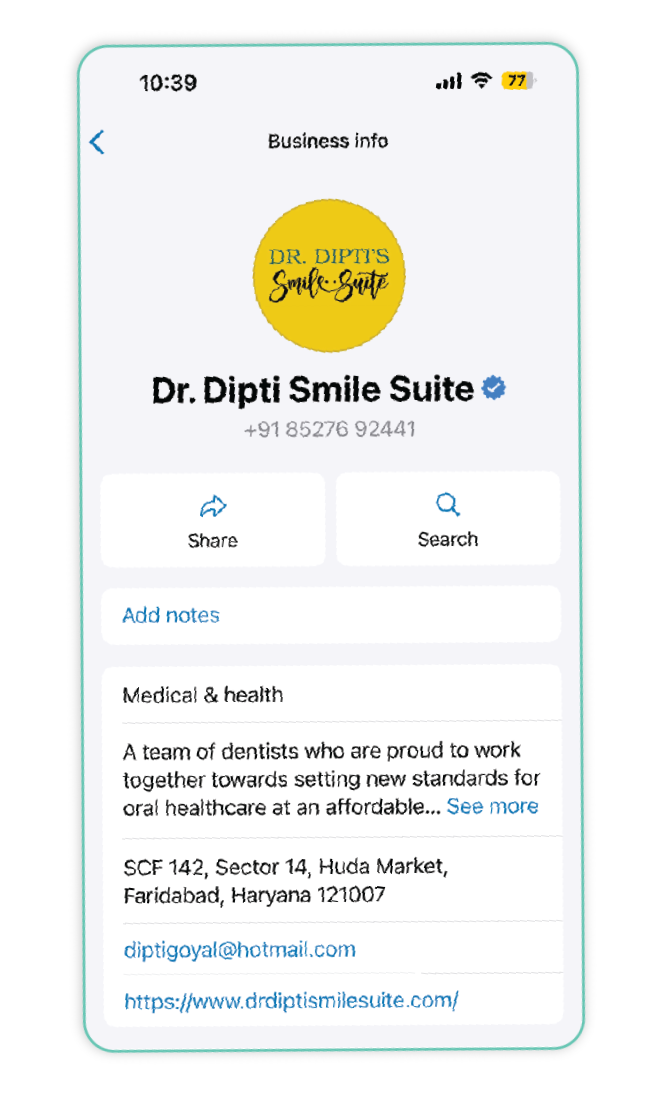 10:39
77
Business info
DR. DIPTI'S
Smile Suite
Dr. Dipti Smile Suite
+91 85276 92441
Share
Search
Add notes
Medical & health
A team of dentists who are proud to work
together towards setting new standards for
oral healthcare at an affordable... See more
SCF 142, Sector 14, Huda Market,
Faridabad, Haryana 121007
diptigoyal@hotmail.com
https://www.drdiptismilesuite.com/